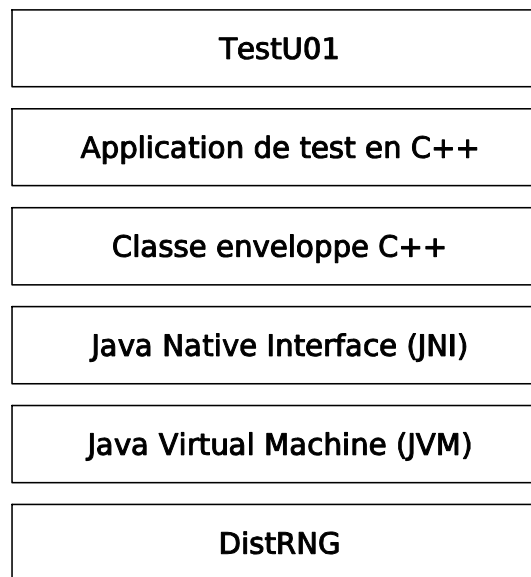 TestU01
Application de test en C++
Classe enveloppe C++
Java Native Interface (JNI)
Java Virtual Machine (JVM)
DistRNG